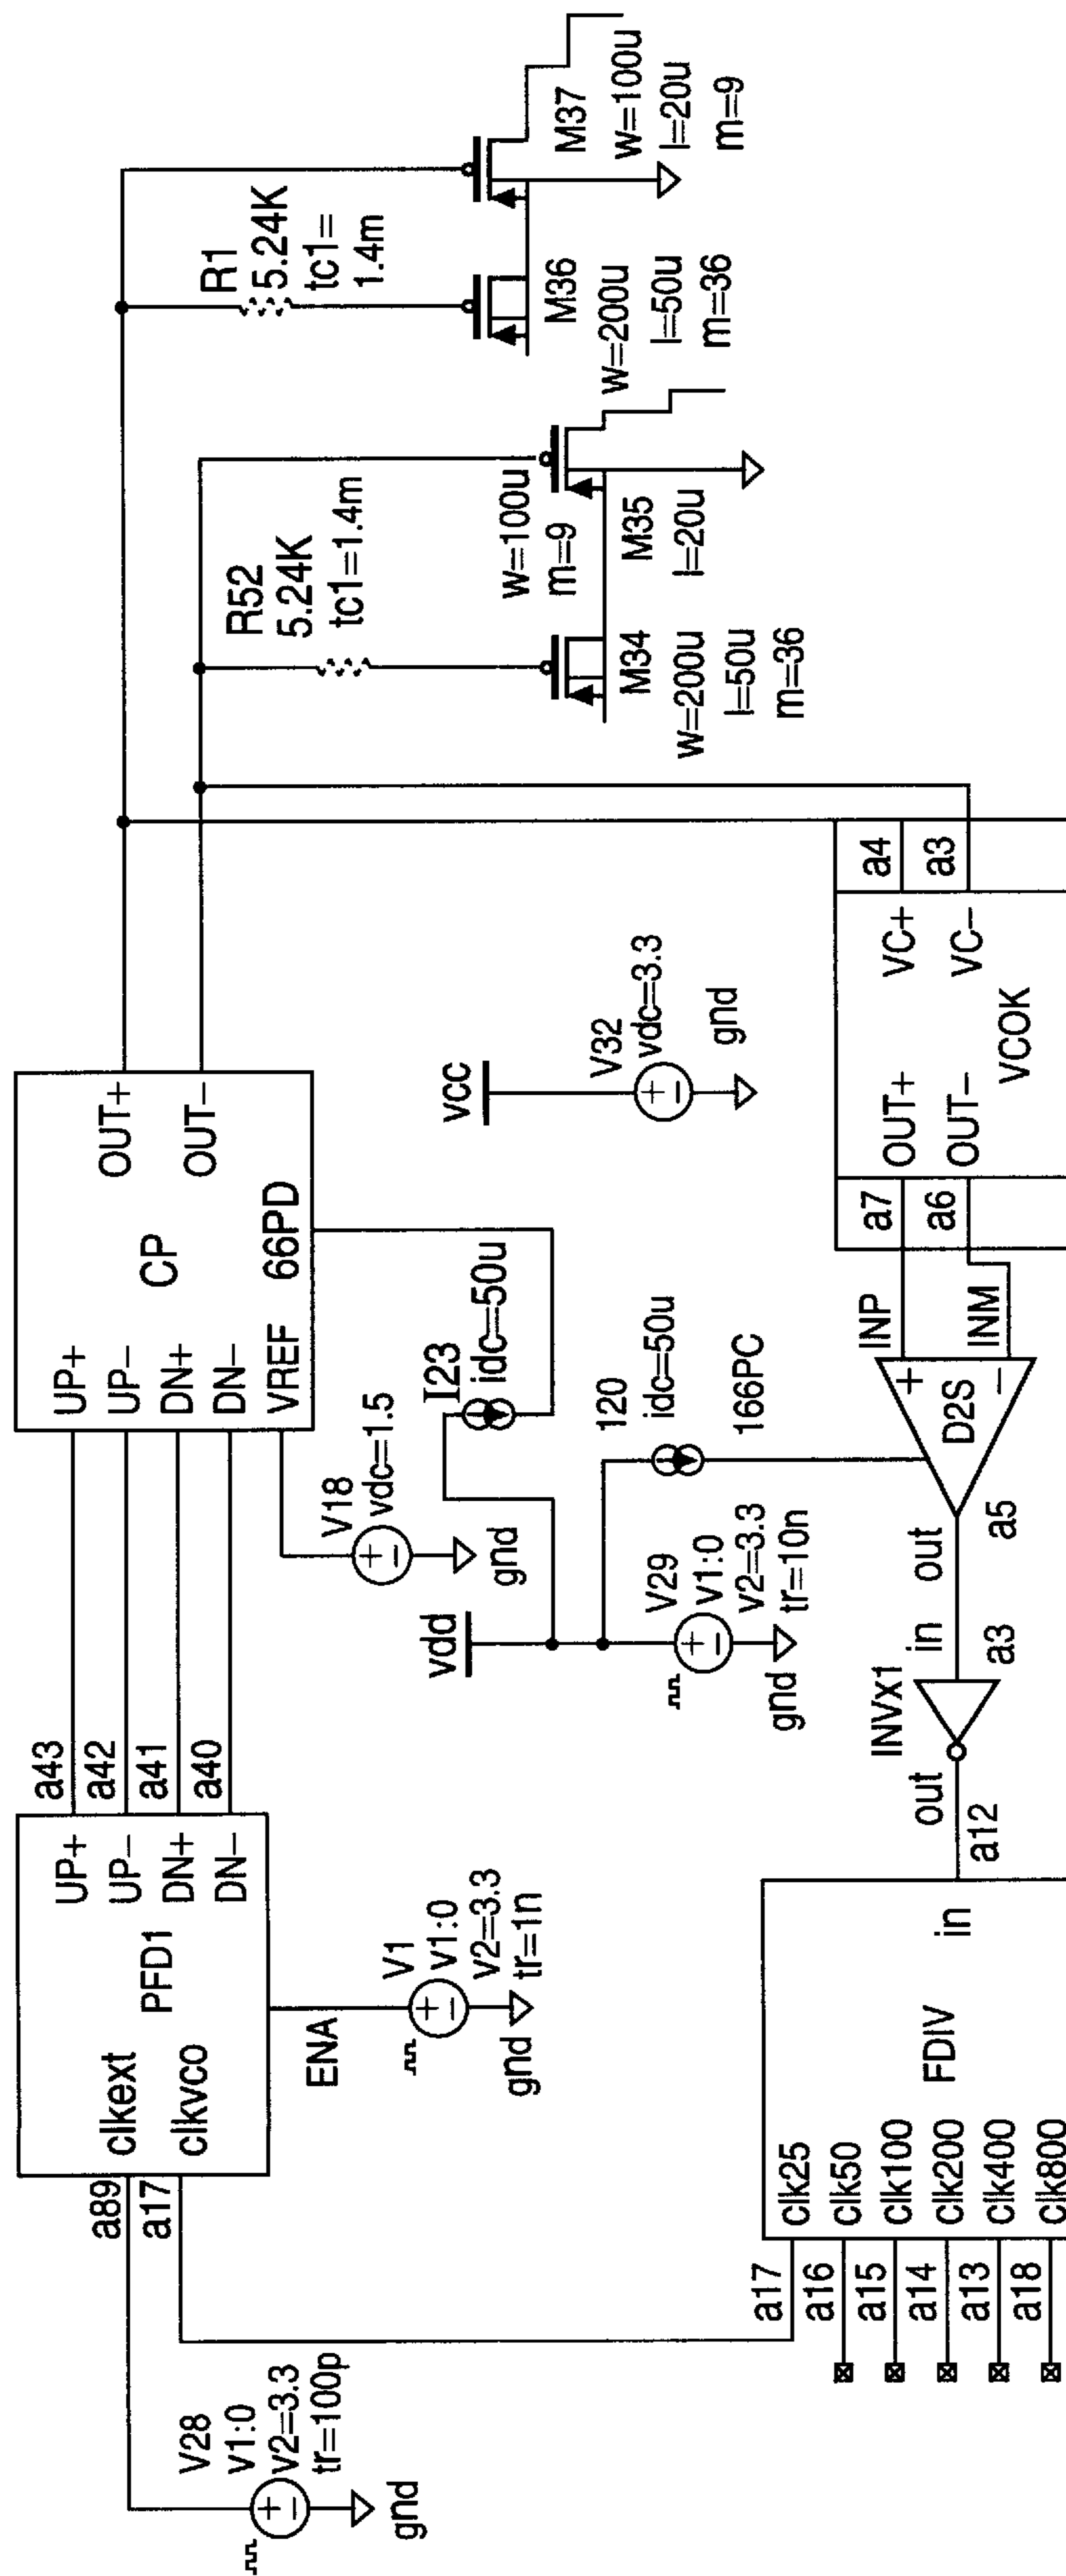 V28
v1:0
v2=3.3
tr=100p
gnd
a89
a17
clkext
clkvco
PFD1
UP+
UP−
DN+
DN−
ENA
V1
v1:0
v2=3.3
tr=1n
gnd
a43
a42
a41
a40
UP+
UP−
DN+
DN−
VREF
CP
66PD
OUT+
OUT−
V18
vdc=1.5
gnd
I23
idc=50u
vdd
V29
v1:0
v2=3.3
tr=10n
gnd
120
idc=50u
166PC
vcc
V32
vdc=3.3
gnd
R52
5.24K
tc1=1.4m
M34
w=200u
l=50u
m=36
w=100u
m=9
M35
l=20u
R1
5.24K
tc1=
1.4m
M36
w=200u
l=50u
m=36
M37
w=100u
l=20u
m=9
a17
a16
a15
a14
a13
a18
clk25
clk50
clk100
clk200
clk400
clk800
FDIV
in
a12
out
INVx1
in
a3
out
a5
D2S
+
−
INP
INM
a7
a6
OUT+
OUT−
VCOK
VC+
VC−
a4
a3